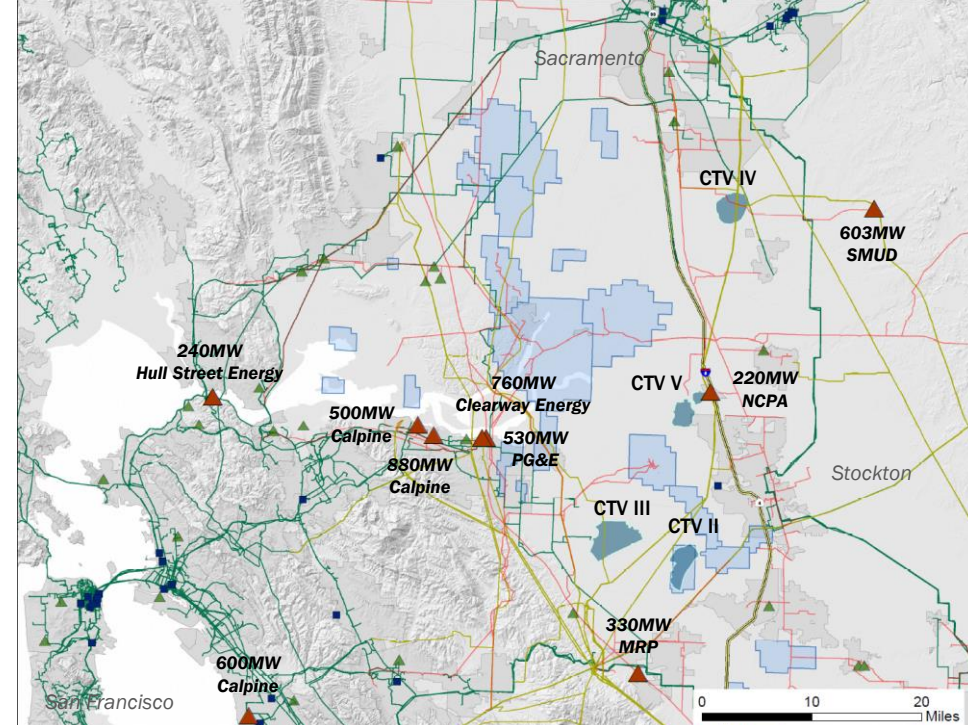 Sacramento
CTV IV
603MW
SMUD
240MW
Hull Street Energy
760MW
Clearway Energy
CTV V
220MW
NCPA
500MW
Calpine
530MW
PG&E
880MW
Calpine
Stockton
CTV III
CTV II
330MW
MRP
600MW
Calpine
San Francisco
0 10 20
Miles